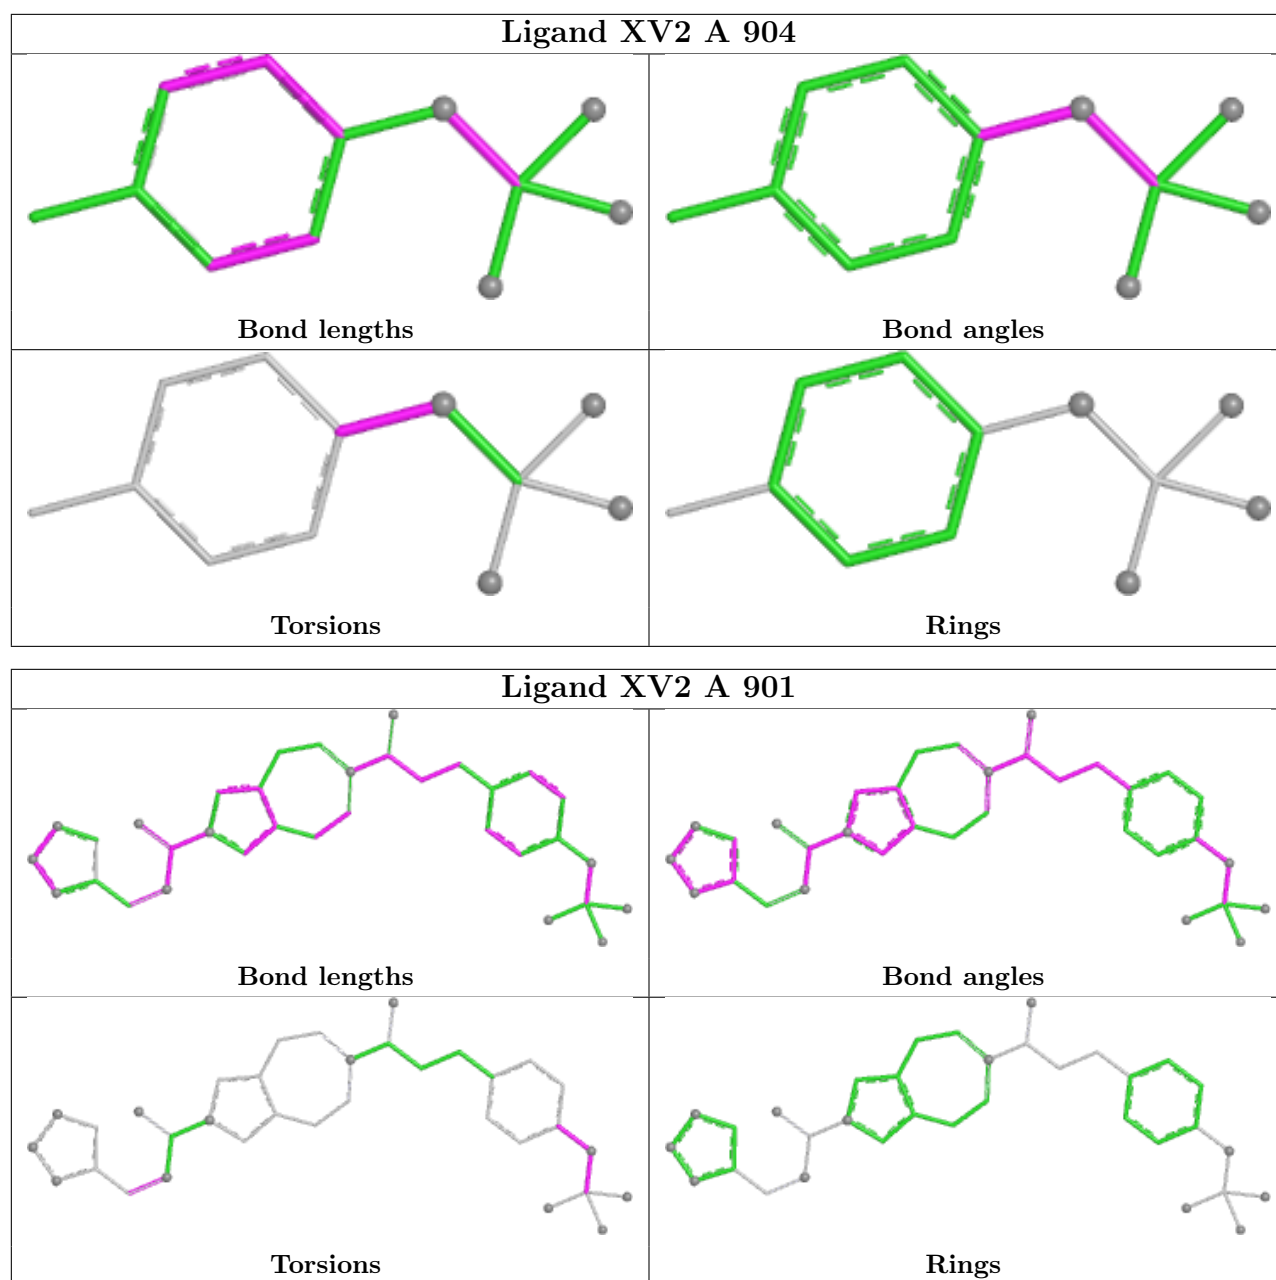 Ligand XV2 A 904
Bond lengths
Bond angles
Torsions
Rings
Ligand XV2 A 901
Bond lengths
Bond angles
Torsions
Rings